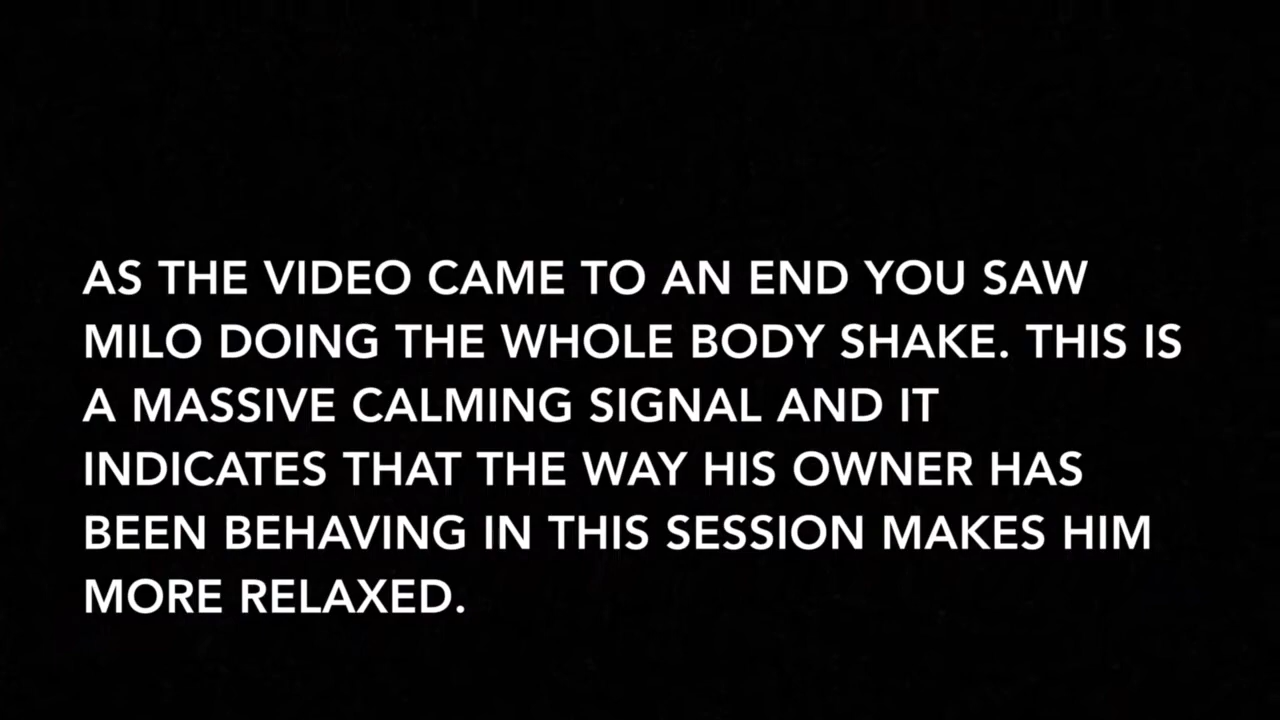 AS THE VIDEO CAME TO AN END YOU SAW
MILO DOING THE WHOLE BODY SHAKE. THIS IS
A MASSIVE CALMING SIGNAL AND IT
INDICATES THAT THE WAY HIS OWNER HAS
BEEN BEHAVING IN THIS SESSION MAKES HIM
MORE RELAXED.